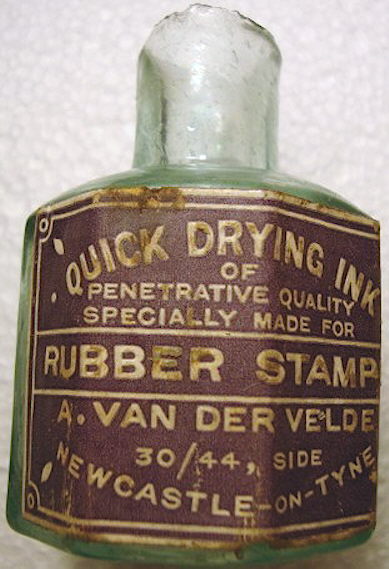 QUICK DRYING INK
OF
PENETRATIVE QUALITY
SPECIALLY MADE FOR
RUBBER STAMP
A. VAN DER VELDE
30/44, SIDE
NEWCASTLE-ON-TYNE